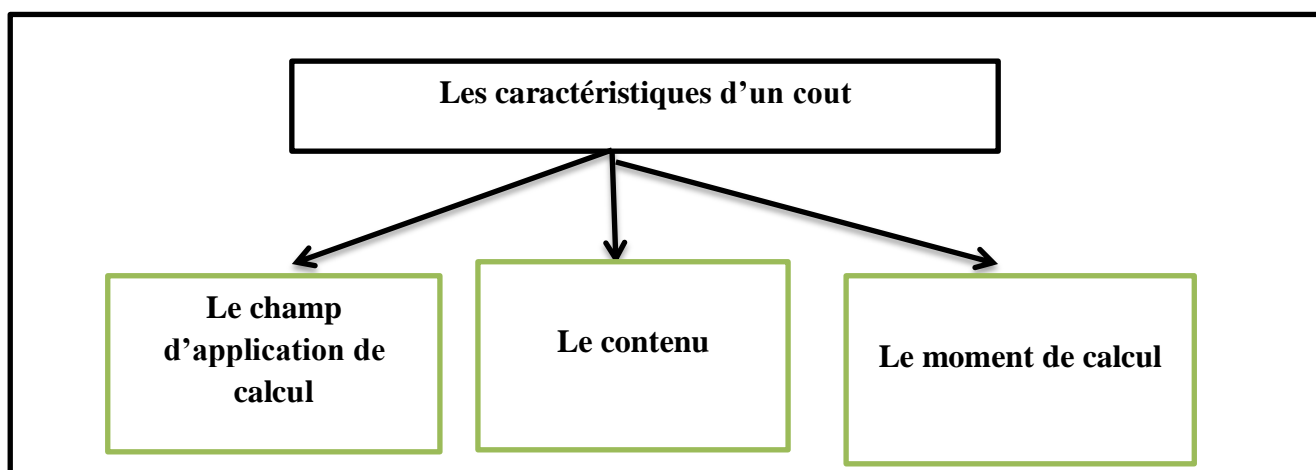 Les caractéristiques d’un cout
Le champ
d’application de
calcul
Le contenu
Le moment de calcul